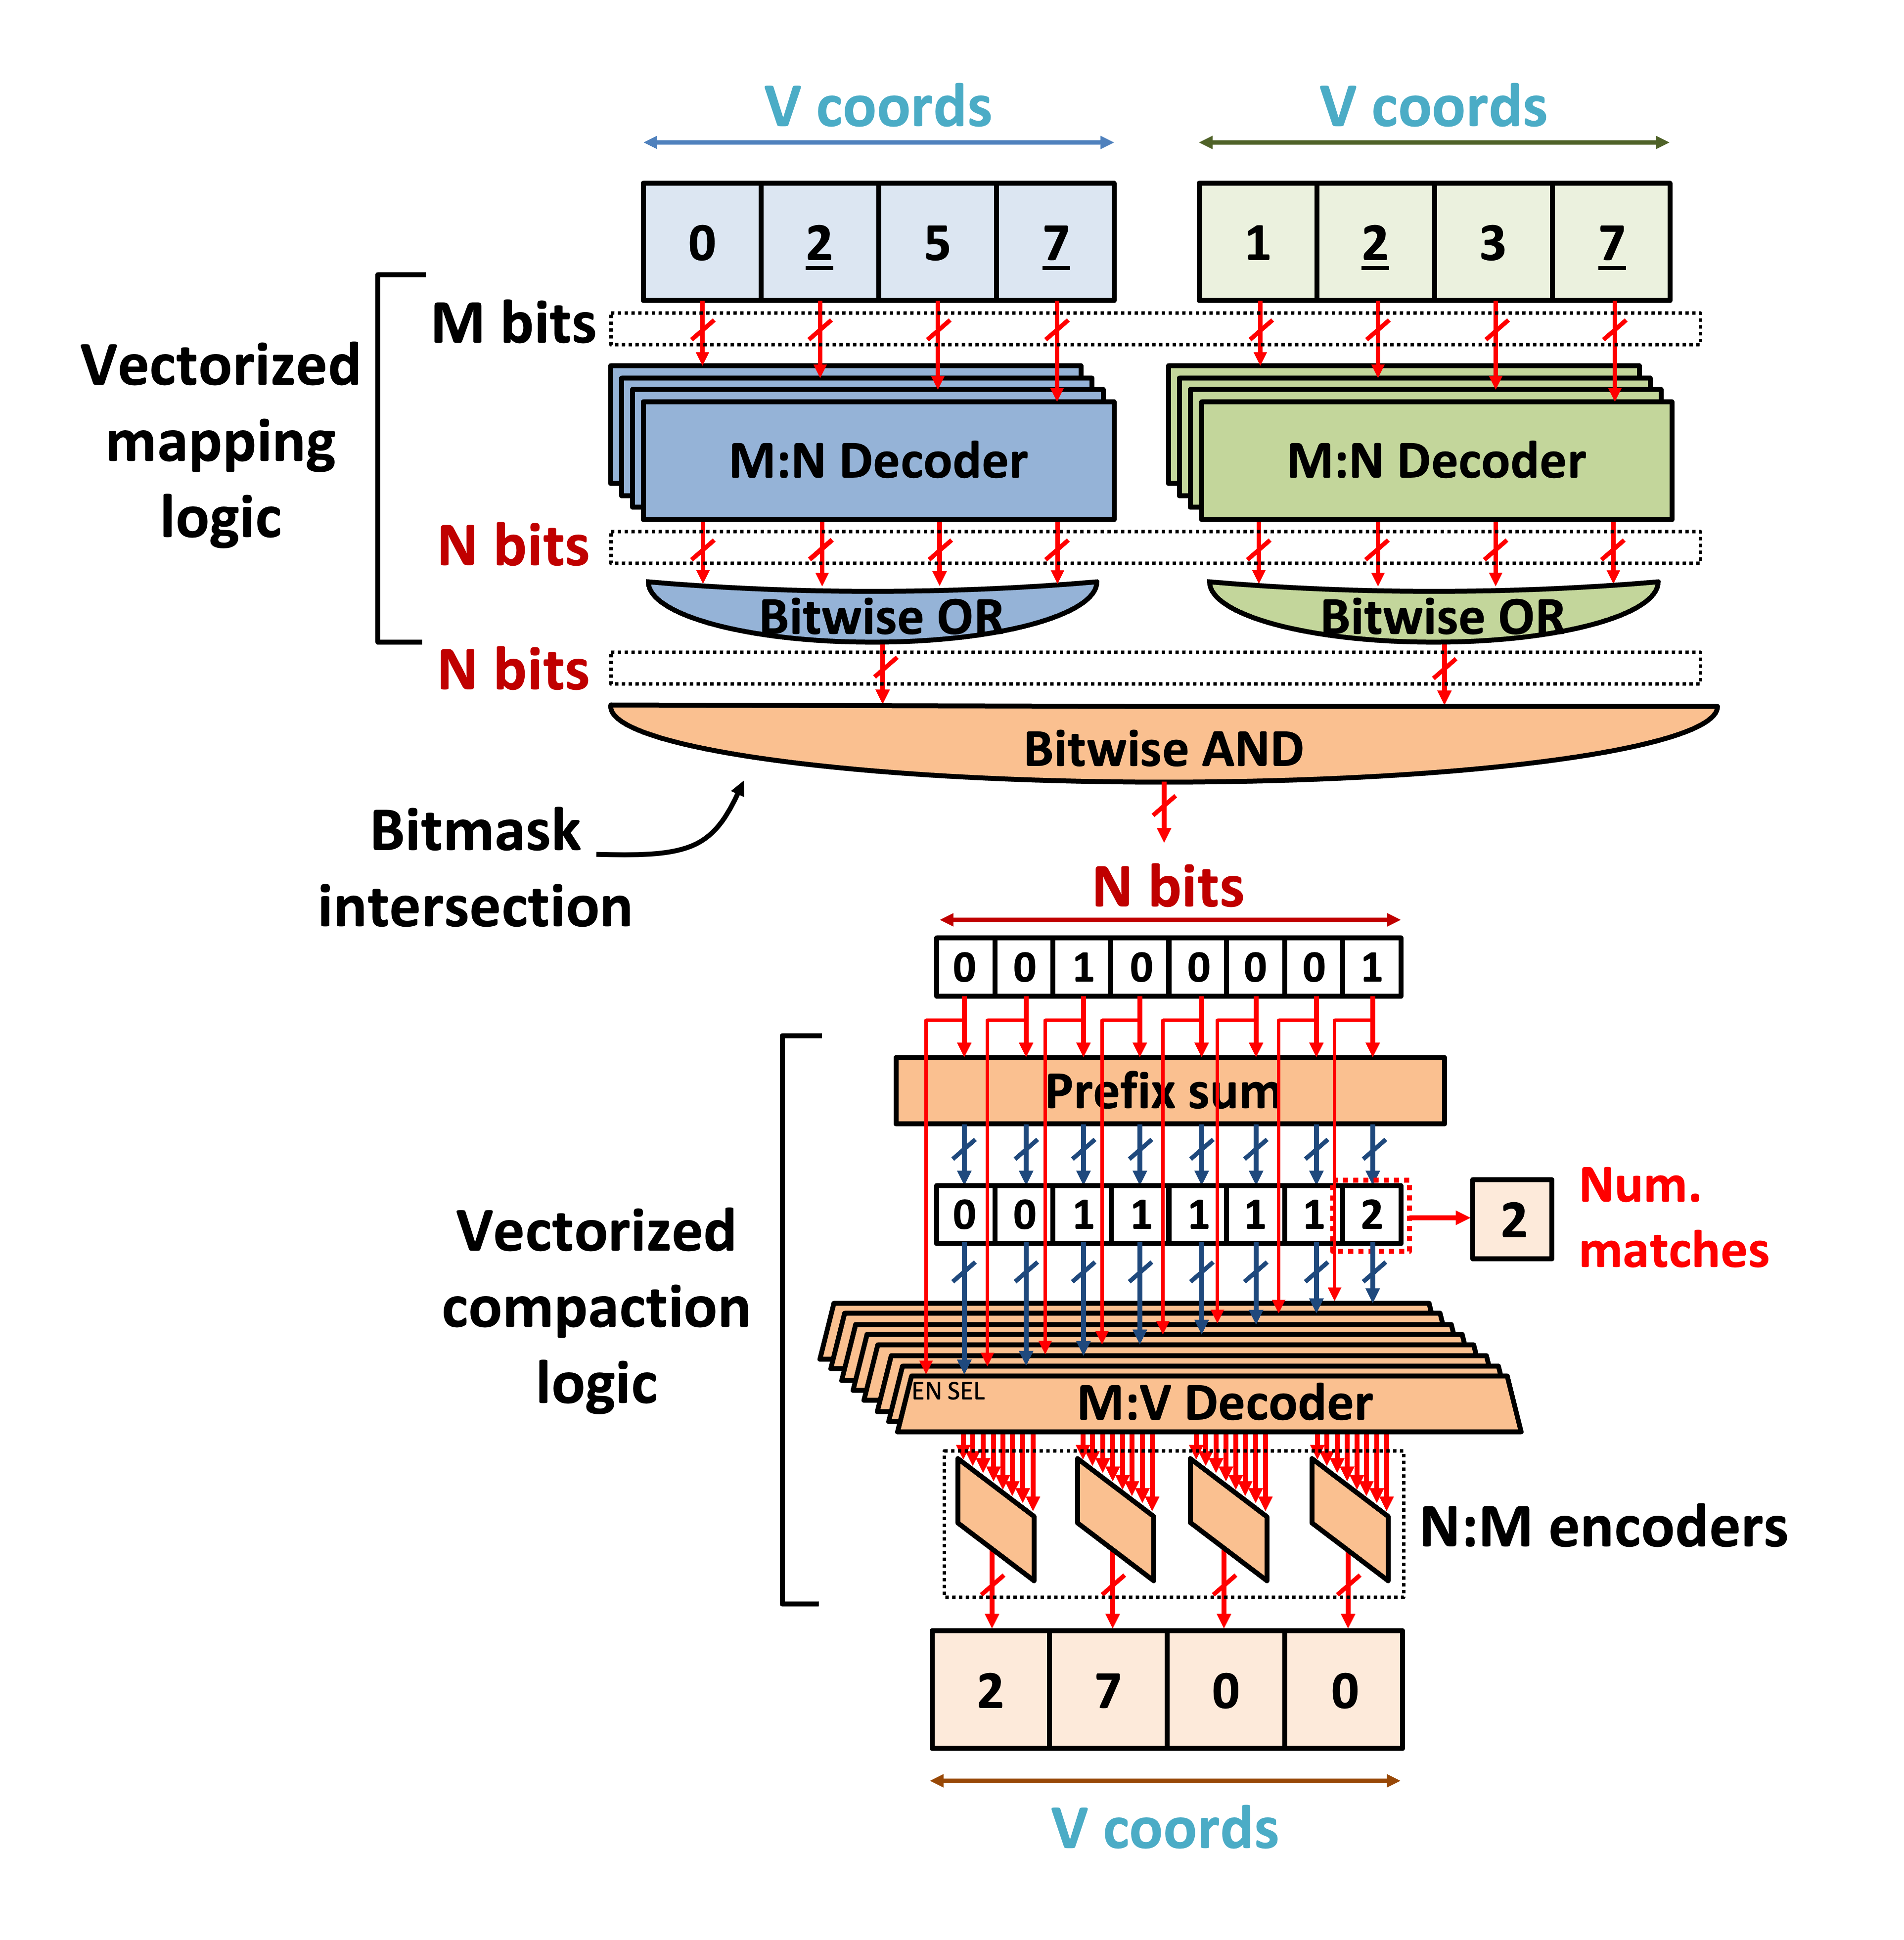 V coords
V coords
0 2 5 7
1 2 3 7
M bits
Vectorized
mapping
logic
M:N Decoder
M:N Decoder
N bits
Bitwise OR
Bitwise OR
N bits
Bitwise AND
Bitmask
intersection
N bits
0 0 1 0 0 0 0 1
Prefix sum
0 0 1 1 1 1 1 2
2
Num.
matches
Vectorized
compaction
logic
EN SEL
M:V Decoder
N:M encoders
2 7 0 0
V coords